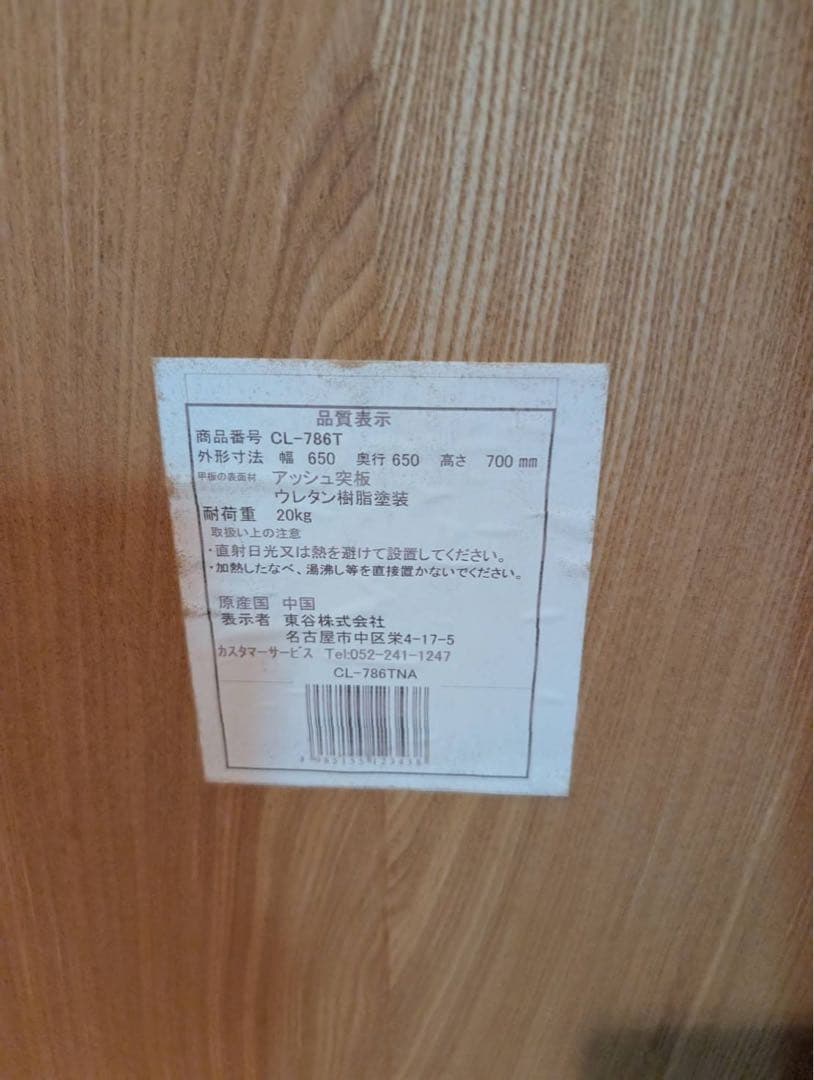 品質表示
商品番号 CL-786T
外形寸法 幅 650 奥行 650 高さ 700 mm
甲板の表面材 アッシュ突板
ウレタン樹脂塗装
耐荷重 20kg
取扱い上の注意
・直射日光又は熱を避けて設置してください。
・加熱したなべ、湯沸し等を直接置かないでください。
原産国 中国
表示者 東谷株式会社
名古屋市中区栄4-17-5
カスタマーサービス Tel:052-241-1247
CL-786TNA